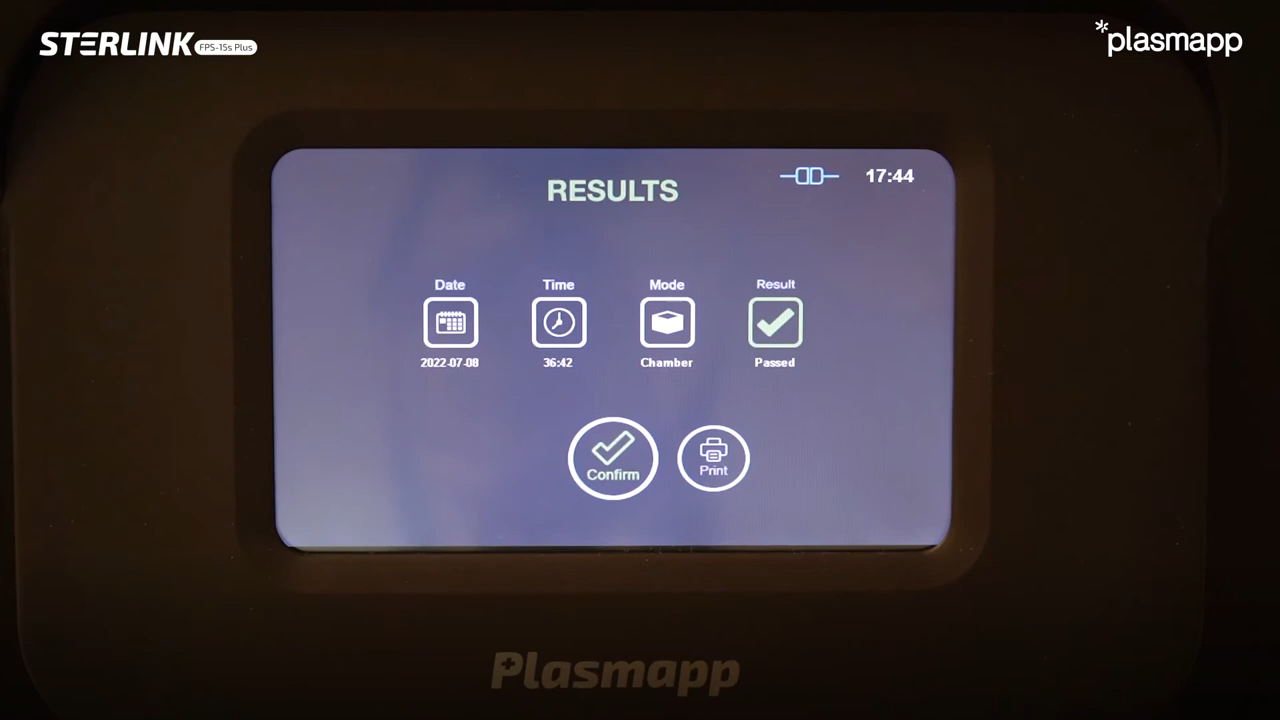 STERLINK FPS-15s Plus
*plasmapp
RESULTS
17:44
Date Time Mode Result
2022-07-08 36:42 Chamber Passed
Confirm Print
Plasmapp